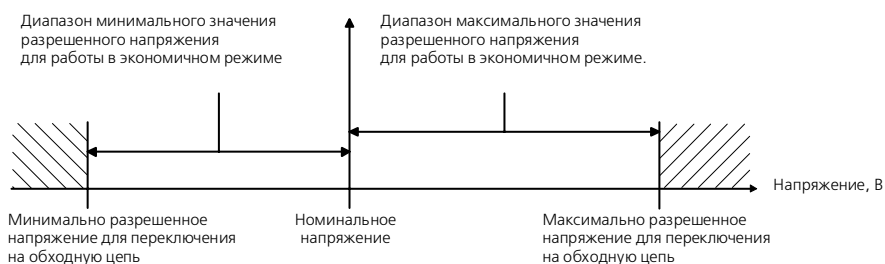 Диапазон минимального значения
разрешенного напряжения
для работы в экономичном режиме
Диапазон максимального значения
разрешенного напряжения
для работы в экономичном режиме.
Напряжение, В
Минимально разрешенное
напряжение для переключения
на обходную цепь
Номинальное
напряжение
Максимально разрешенное
напряжение для переключения
на обходную цепь